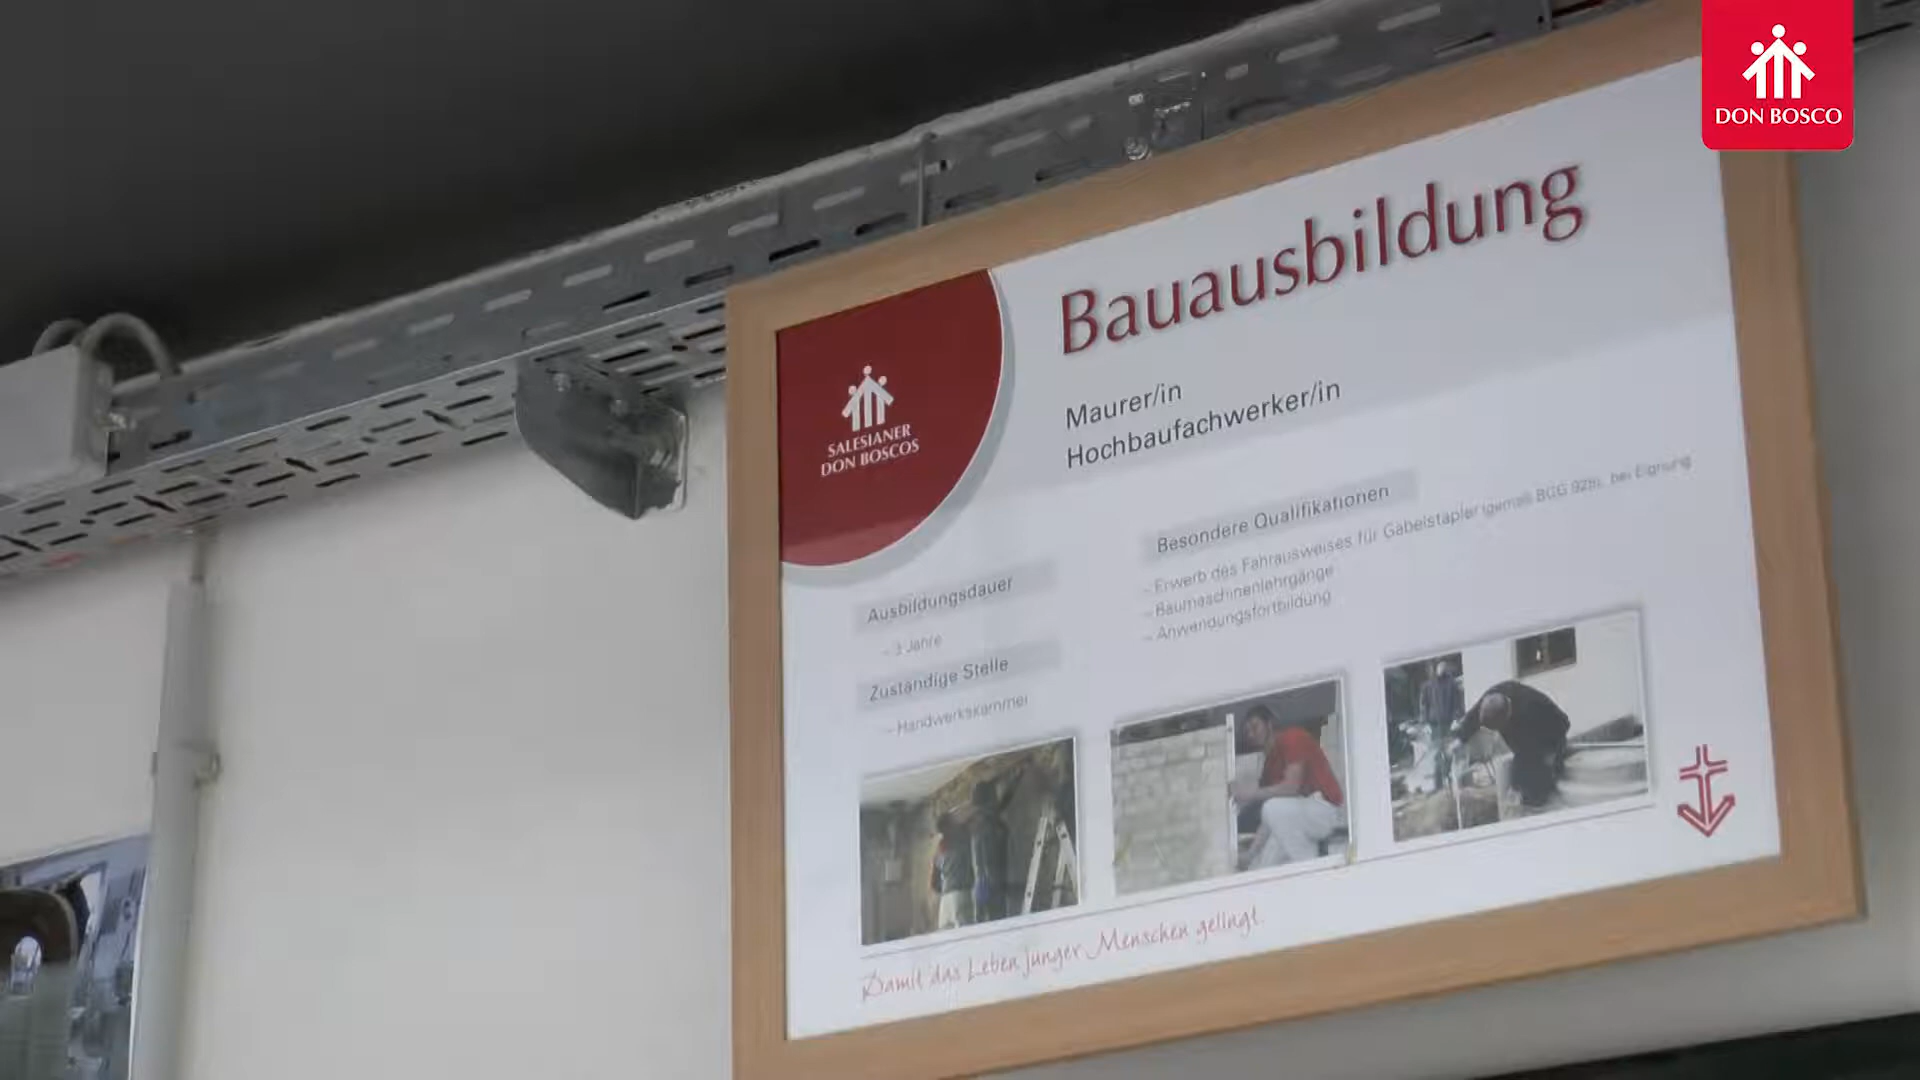 DON BOSCO
Bauausbildung
SALESIANER
DON BOSCOS
Maurer/in
Hochbaufachwerker/in
Besondere Qualifikationen
– Erwerb des Fahrausweises für Gabelstapler (gemäß BGG 925), bei Eignung
– Baumaschinenlehrgänge
– Anwendungsfortbildung
Ausbildungsdauer
– 3 Jahre
Zuständige Stelle
– Handwerkskammer
Damit das Leben junger Menschen gelingt.